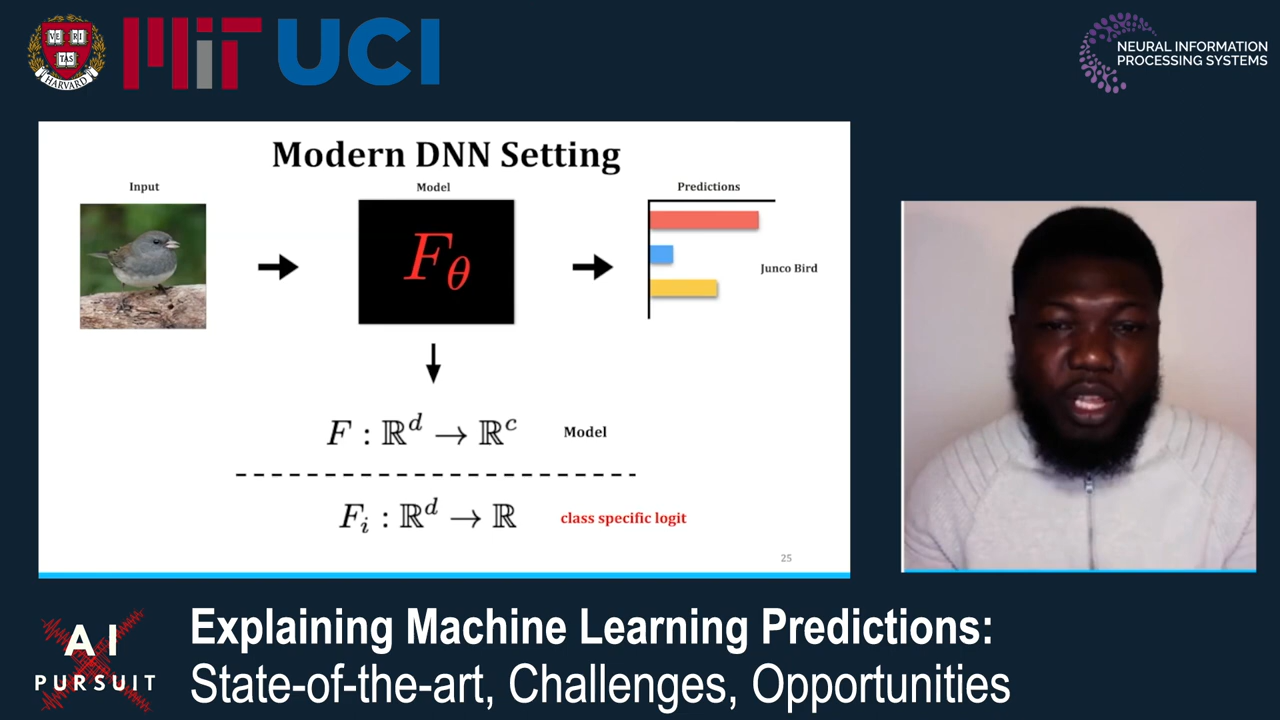 VE RI
TAS
HARVARD
MIT UCI
NEURAL INFORMATION
PROCESSING SYSTEMS
Modern DNN Setting
Input
Model
Predictions
F_θ
Junco Bird
F : ℝ^d → ℝ^c
Model
F_i : ℝ^d → ℝ
class specific logit
25
AI
PURSUIT
Explaining Machine Learning Predictions:
State-of-the-art, Challenges, Opportunities